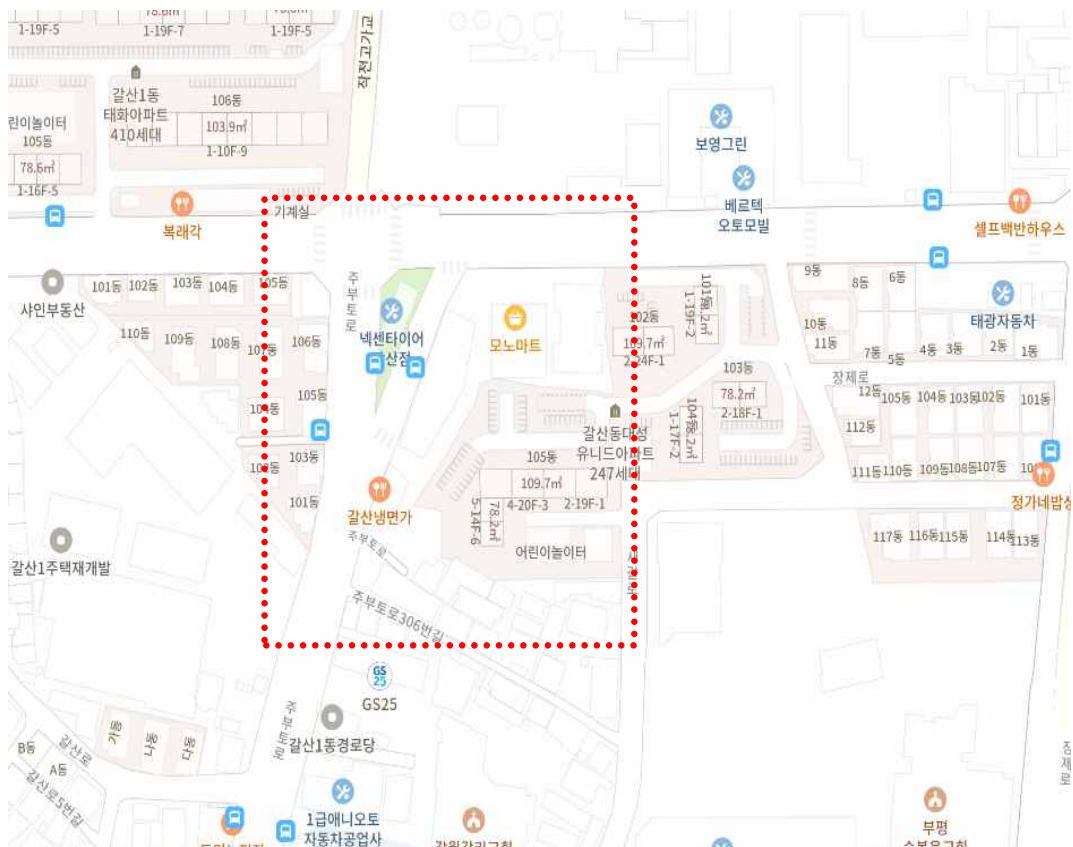 1-19F-5
1-19F-7
1-19F-5
작전고가교
갈산1동
태화아파트
410세대
106동
103.9㎡
1-10F-9
린이놀이터
105동
78.6㎡
1-16F-5
보영그린
베르텍
오토모빌
복래각
기계실
셀프백반하우스
샤인부동산
101동
102동
103동
104동
105동
110동
109동
108동
107동
106동
105동
104동
103동
101동
주부토로
넥센타이어
산점
모노마트
102동
109.7㎡
2-24F-1
1-19F-2
103동
78.2㎡
2-18F-1
1-17F-2
갈산동대성
유니드아파트
247세대
105동
109.7㎡
4-20F-3
2-19F-1
78.2㎡
5-14F-6
어린이놀이터
갈산냉면가
주부토로
주부토로306번길
9동
8동
6동
10동
11동
7동
5동
4동
3동
2동
1동
태광자동차
장제로
12동
105동
104동
103동
102동
101동
112동
111동
110동
109동
108동
107동
정가네밥상
117동
116동
115동
114동
113동
갈산1주택재개발
GS
25
GS25
갈산1동경로당
주부토로
가동
나동
다동
갈산로
B동
A동
갈산로5번길
1급애니오토
자동차공업사
장제로
부평